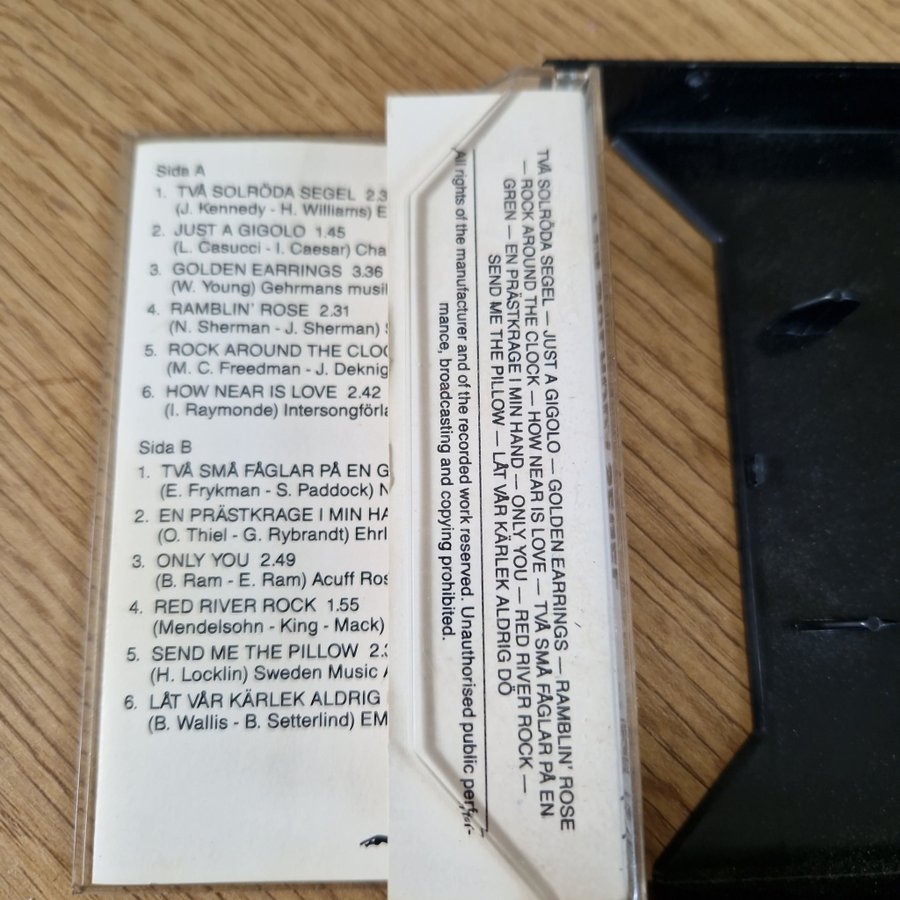 Sida A
1. TVÅ SOLRÖDA SEGEL 2.3
(J. Kennedy - H. Williams) E
2. JUST A GIGOLO 1.45
(L. Casucci - I. Caesar) Cha
3. GOLDEN EARRINGS 3.36
(W. Young) Gehrmans musi
4. RAMBLIN' ROSE 2.31
(N. Sherman - J. Sherman)
5. ROCK AROUND THE CLOC
(M. C. Freedman - J. Deknig
6. HOW NEAR IS LOVE 2.42
(I. Raymonde) Intersongförla
Sida B
1. TVÅ SMÅ FÅGLAR PÅ EN G
(E. Frykman - S. Paddock) N
2. EN PRÄSTKRAGE I MIN HA
(O. Thiel - G. Rybrandt) Ehrl
3. ONLY YOU 2.49
(B. Ram - E. Ram) Acuff Ros
4. RED RIVER ROCK 1.55
(Mendelsohn - King - Mack)
5. SEND ME THE PILLOW 2.3
(H. Locklin) Sweden Music A
6. LÅT VÅR KÄRLEK ALDRIG
(B. Wallis - B. Setterlind) EM
TVÅ SOLRÖDA SEGEL — JUST A GIGOLO — GOLDEN EARRINGS — RAMBLIN' ROSE
— ROCK AROUND THE CLOCK — HOW NEAR IS LOVE — TVÅ SMÅ FÅGLAR PÅ EN
GREN — EN PRÄSTKRAGE I MIN HAND — ONLY YOU — RED RIVER ROCK —
SEND ME THE PILLOW — LÅT VÅR KÄRLEK ALDRIG DÖ
All rights of the manufacturer and of the recorded work reserved. Unauthorised public perfor-
mance, broadcasting and copying prohibited.